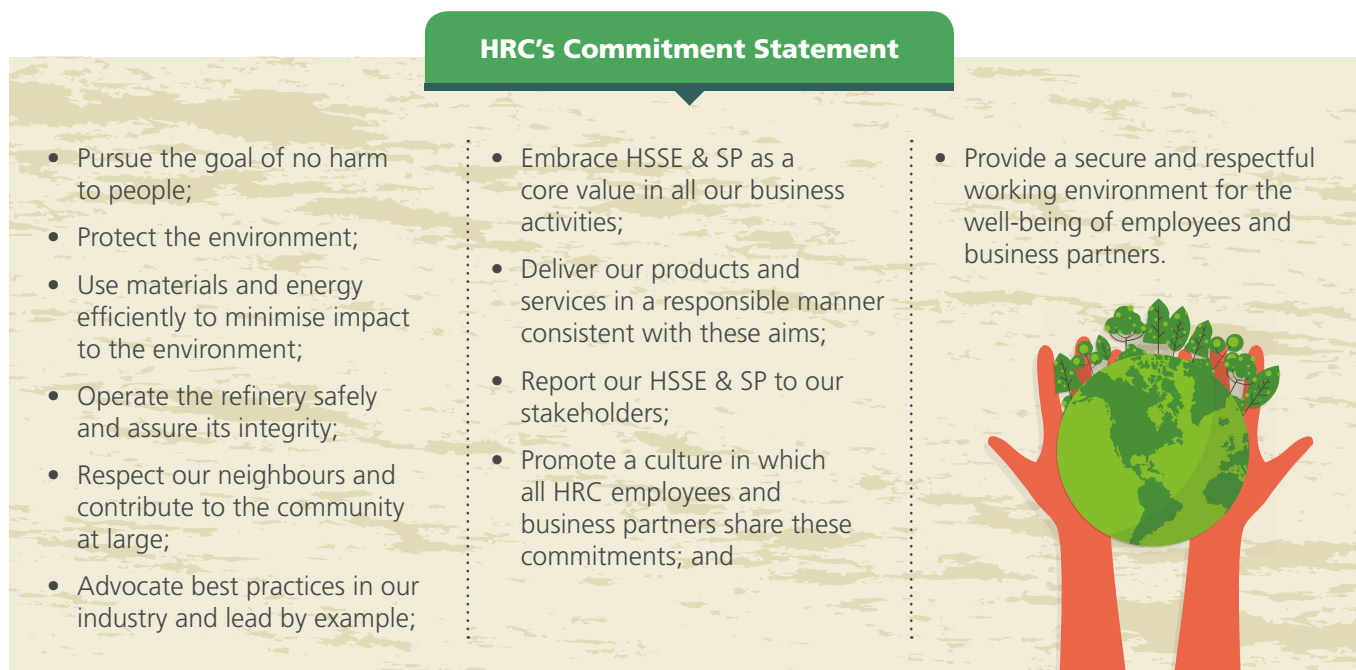 HRC’s Commitment Statement
• Pursue the goal of no harm
to people;
• Protect the environment;
• Use materials and energy
efficiently to minimise impact
to the environment;
• Operate the refinery safely
and assure its integrity;
• Respect our neighbours and
contribute to the community
at large;
• Advocate best practices in our
industry and lead by example;
• Embrace HSSE & SP as a
core value in all our business
activities;
• Deliver our products and
services in a responsible manner
consistent with these aims;
• Report our HSSE & SP to our
stakeholders;
• Promote a culture in which
all HRC employees and
business partners share these
commitments; and
• Provide a secure and respectful
working environment for the
well-being of employees and
business partners.